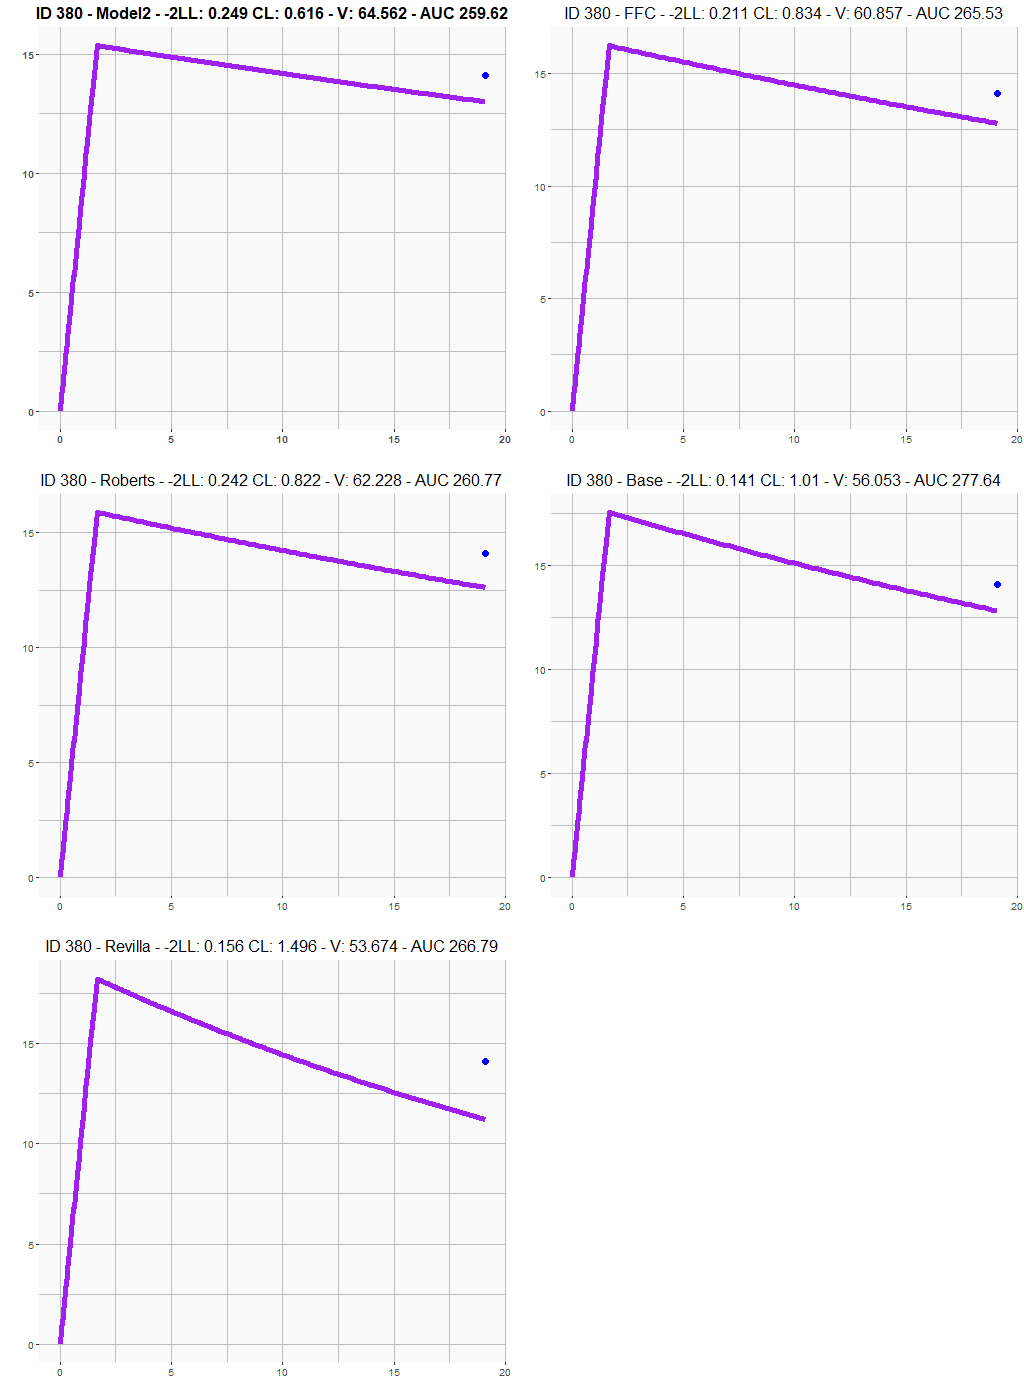 ID 380 - Model2 - -2LL: 0.249 CL: 0.616 - V: 64.562 - AUC 259.62
15
10
5
0
0 5 10 15 20
ID 380 - FFC - -2LL: 0.211 CL: 0.834 - V: 60.857 - AUC 265.53
15
10
5
0
0 5 10 15 20
ID 380 - Roberts - -2LL: 0.242 CL: 0.822 - V: 62.228 - AUC 260.77
15
10
5
0
0 5 10 15 20
ID 380 - Base - -2LL: 0.141 CL: 1.01 - V: 56.053 - AUC 277.64
15
10
5
0
0 5 10 15 20
ID 380 - Revilla - -2LL: 0.156 CL: 1.496 - V: 53.674 - AUC 266.79
15
10
5
0
0 5 10 15 20